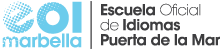 eoi
marbella
Escuela Oficial
de Idiomas
Puerta de la Mar